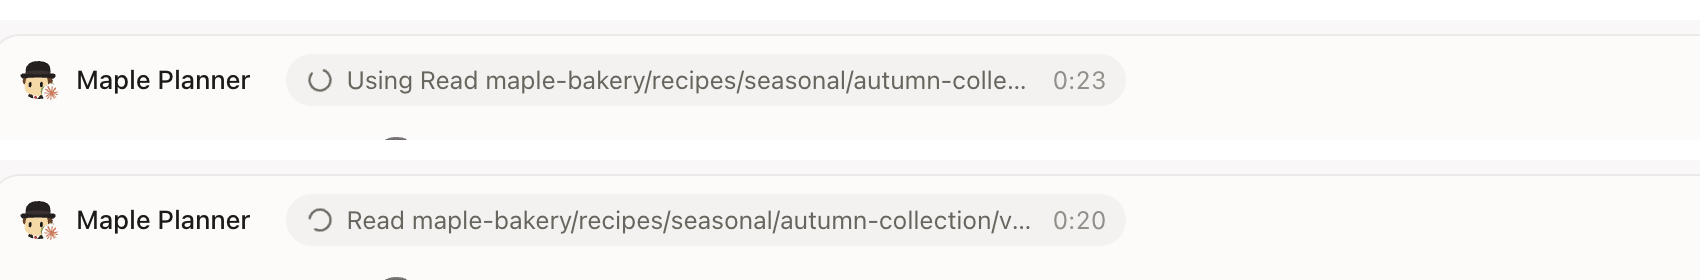 Maple Planner Using Read maple-bakery/recipes/seasonal/autumn-colle... 0:23
Maple Planner Read maple-bakery/recipes/seasonal/autumn-collection/v... 0:20